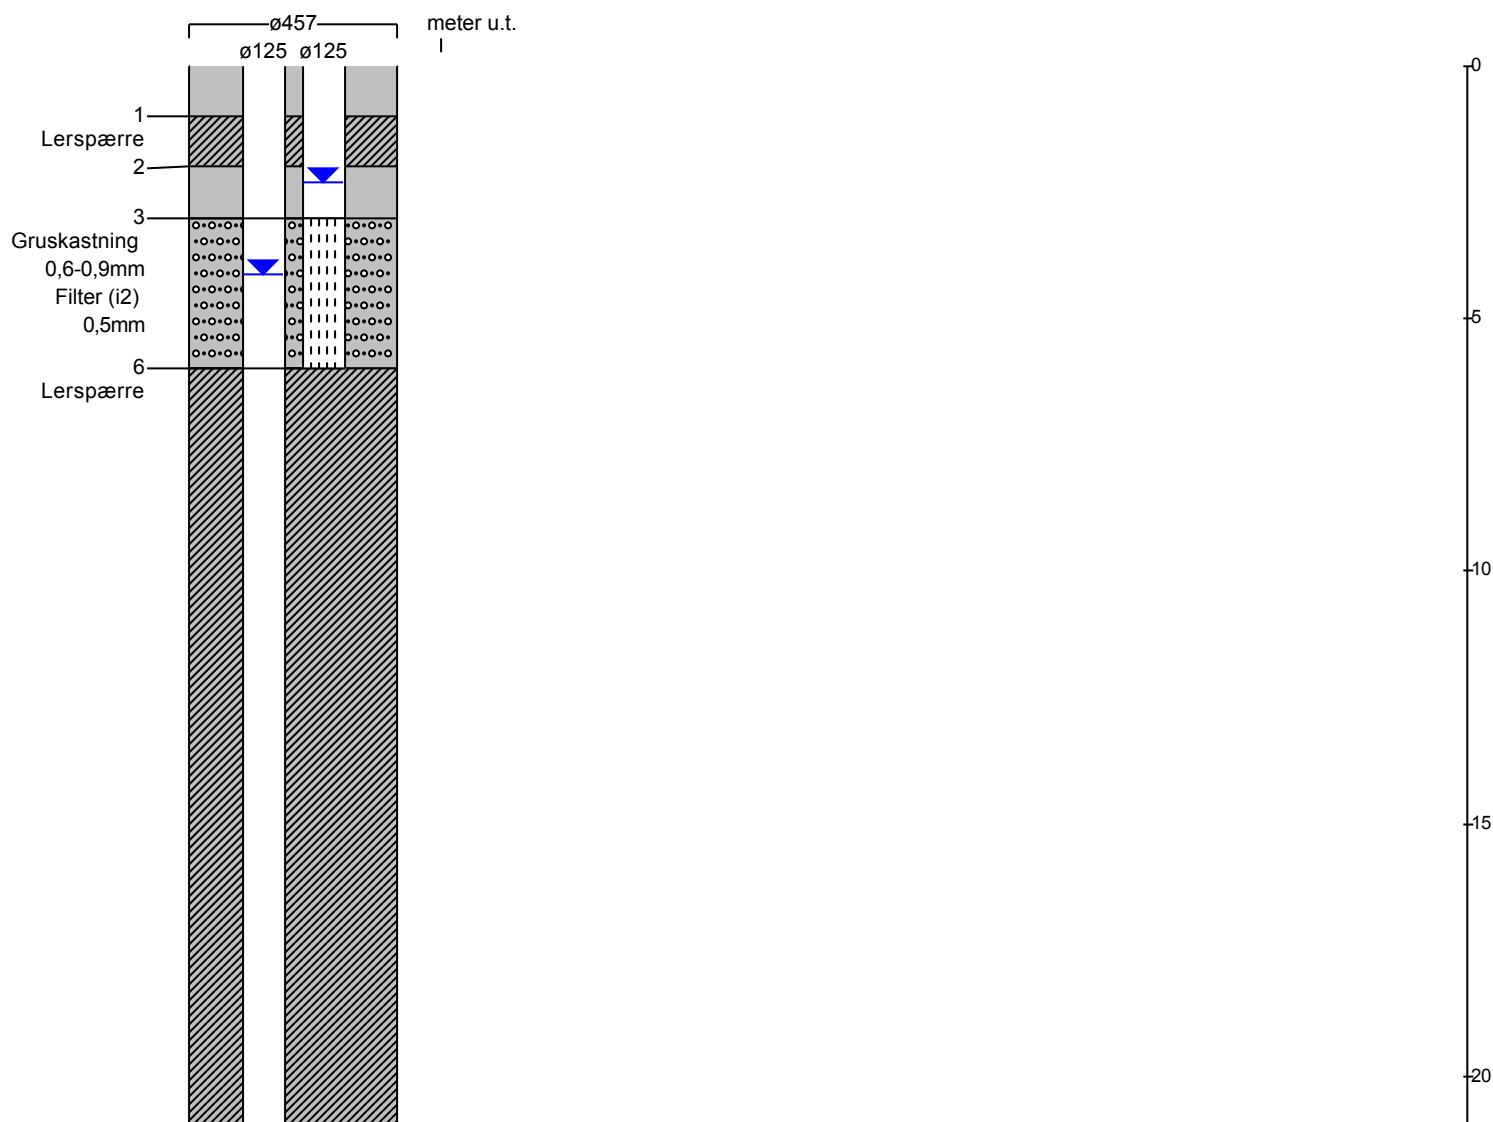 ø457 meter u.t.
ø125 ø125
0
1
Lerspærre
2
3
Gruskastning
0,6-0,9mm
Filter (i2)
0,5mm
5
6
Lerspærre
10
15
20